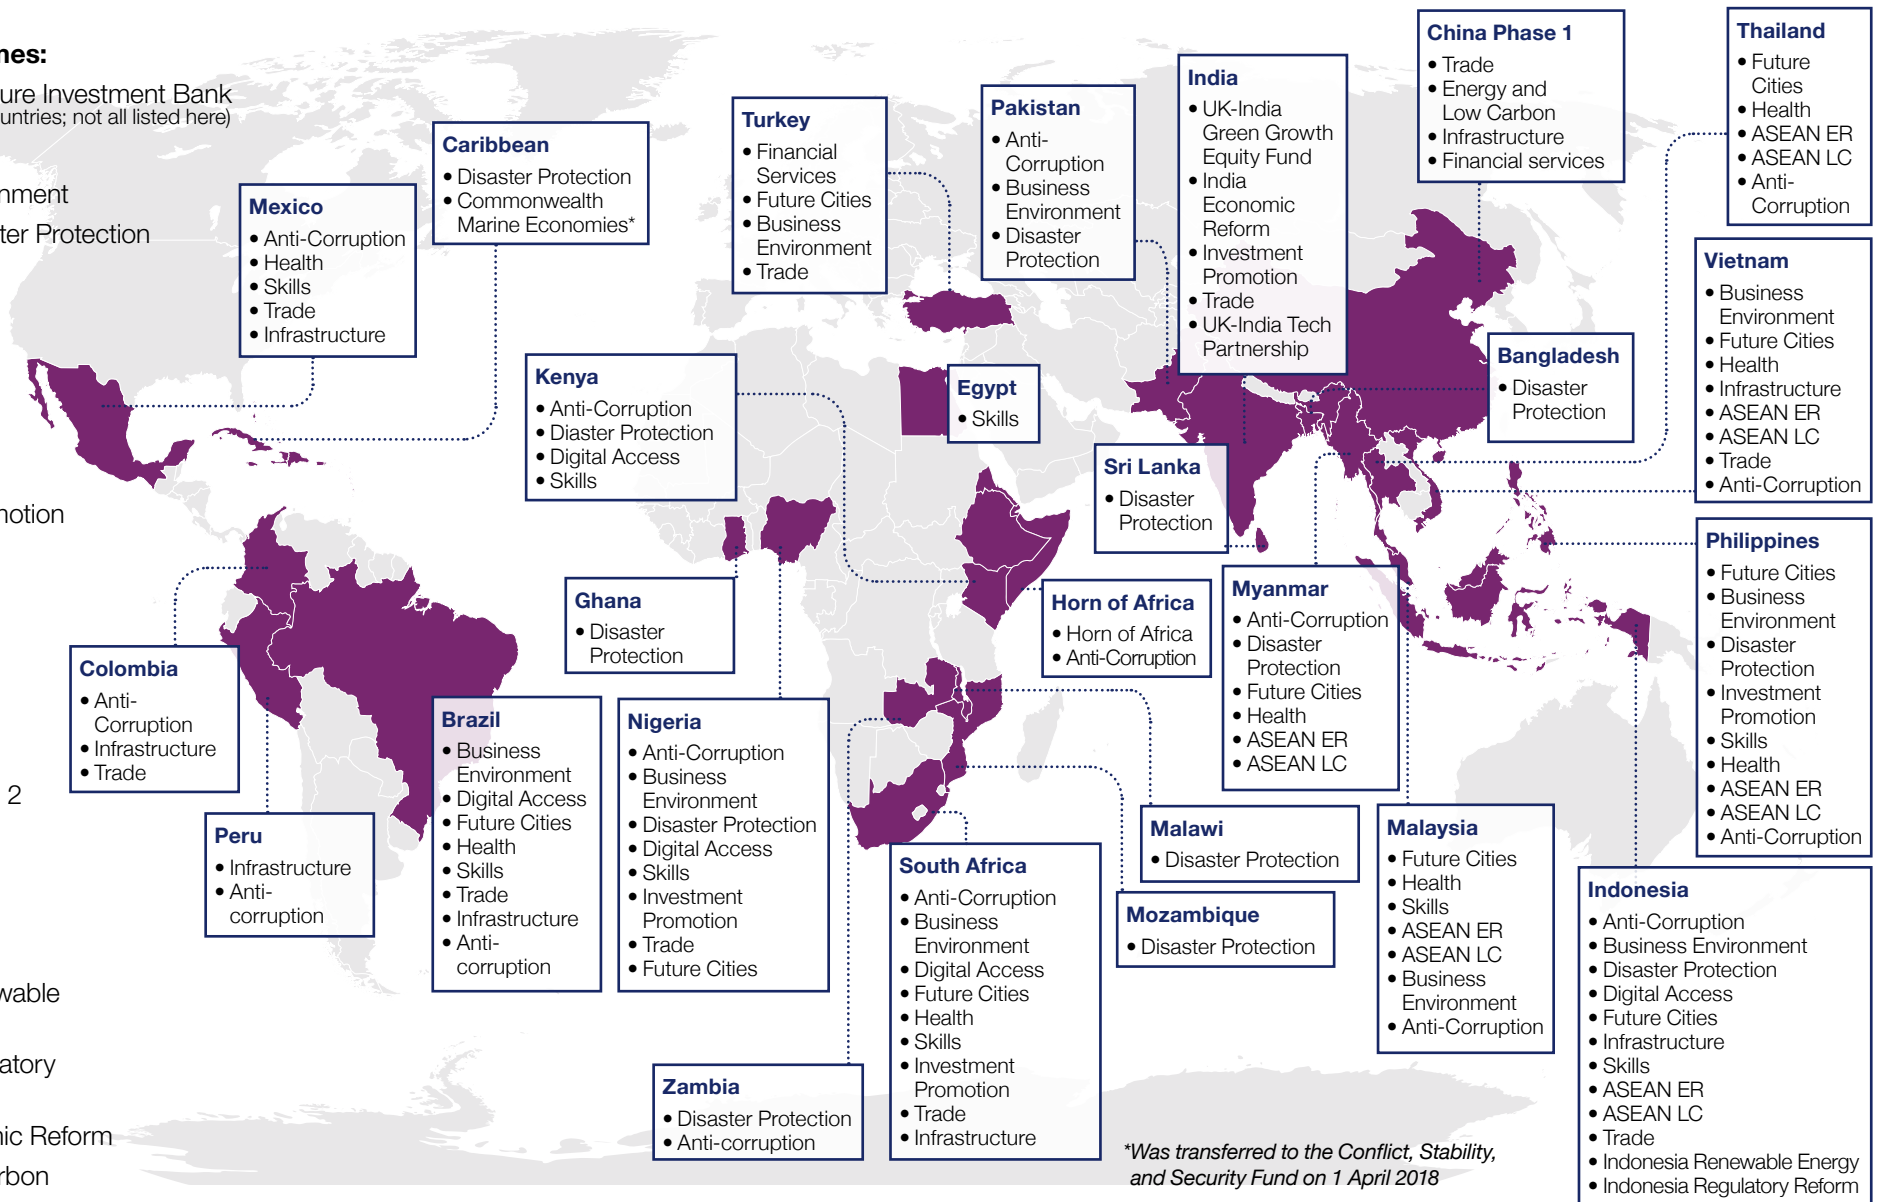 nes:
ure Investment Bank
untries; not all listed here)
nment
ter Protection
notion
2
wable
atory
nic Reform
rbon
Mexico
• Anti-Corruption
• Health
• Skills
• Trade
• Infrastructure
Caribbean
• Disaster Protection
• Commonwealth
Marine Economies*
Turkey
• Financial
Services
• Future Cities
• Business
Environment
• Trade
Pakistan
• Anti-
Corruption
• Business
Environment
• Disaster
Protection
India
• UK-India
Green Growth
Equity Fund
• India
Economic
Reform
• Investment
Promotion
• Trade
• UK-India Tech
Partnership
China Phase 1
• Trade
• Energy and
Low Carbon
• Infrastructure
• Financial services
Thailand
• Future
Cities
• Health
• ASEAN ER
• ASEAN LC
• Anti-
Corruption
Vietnam
• Business
Environment
• Future Cities
• Health
• Infrastructure
• ASEAN ER
• ASEAN LC
• Trade
• Anti-Corruption
Bangladesh
• Disaster
Protection
Kenya
• Anti-Corruption
• Diaster Protection
• Digital Access
• Skills
Egypt
• Skills
Sri Lanka
• Disaster
Protection
Philippines
• Future Cities
• Business
Environment
• Disaster
Protection
• Investment
Promotion
• Skills
• Health
• ASEAN ER
• ASEAN LC
• Anti-Corruption
Ghana
• Disaster
Protection
Horn of Africa
• Horn of Africa
• Anti-Corruption
Myanmar
• Anti-Corruption
• Disaster
Protection
• Future Cities
• Health
• ASEAN ER
• ASEAN LC
Colombia
• Anti-
Corruption
• Infrastructure
• Trade
Peru
• Infrastructure
• Anti-
corruption
Brazil
• Business
Environment
• Digital Access
• Future Cities
• Health
• Skills
• Trade
• Infrastructure
• Anti-
corruption
Nigeria
• Anti-Corruption
• Business
Environment
• Disaster Protection
• Digital Access
• Skills
• Investment
Promotion
• Trade
• Future Cities
South Africa
• Anti-Corruption
• Business
Environment
• Digital Access
• Future Cities
• Health
• Skills
• Investment
Promotion
• Trade
• Infrastructure
Malawi
• Disaster Protection
Mozambique
• Disaster Protection
Malaysia
• Future Cities
• Health
• Skills
• ASEAN ER
• ASEAN LC
• Business
Environment
• Anti-Corruption
Indonesia
• Anti-Corruption
• Business Environment
• Disaster Protection
• Digital Access
• Future Cities
• Infrastructure
• Skills
• ASEAN ER
• ASEAN LC
• Trade
• Indonesia Renewable Energy
• Indonesia Regulatory Reform
Zambia
• Disaster Protection
• Anti-corruption
*Was transferred to the Conflict, Stability,
and Security Fund on 1 April 2018